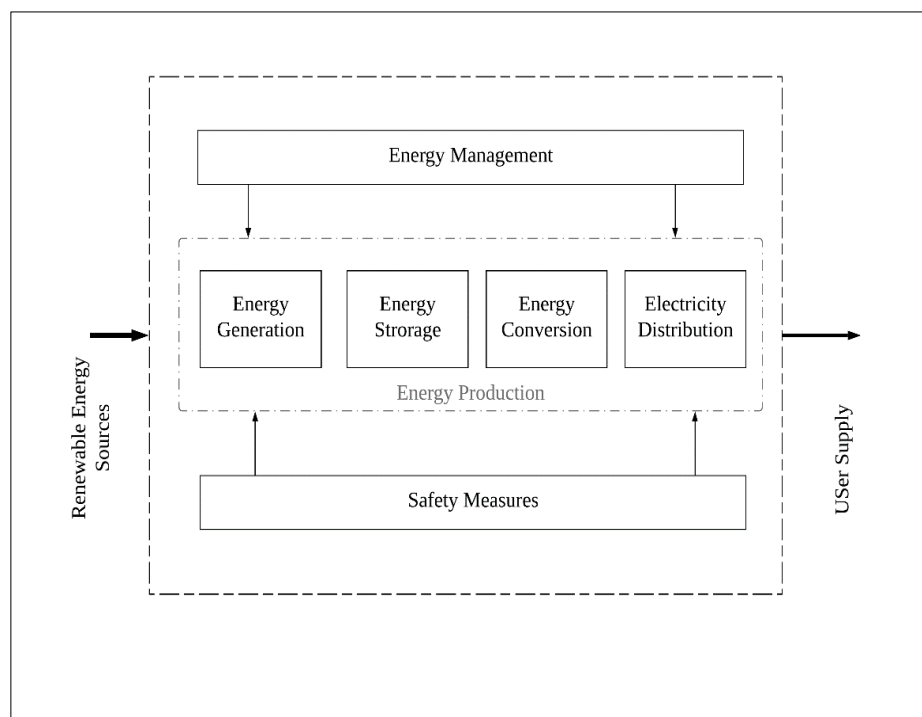 Energy Management
Energy
Generation
Energy
Strorage
Energy
Conversion
Electricity
Distribution
Energy Production
Renewable Energy
Sources
USer Supply
Safety Measures